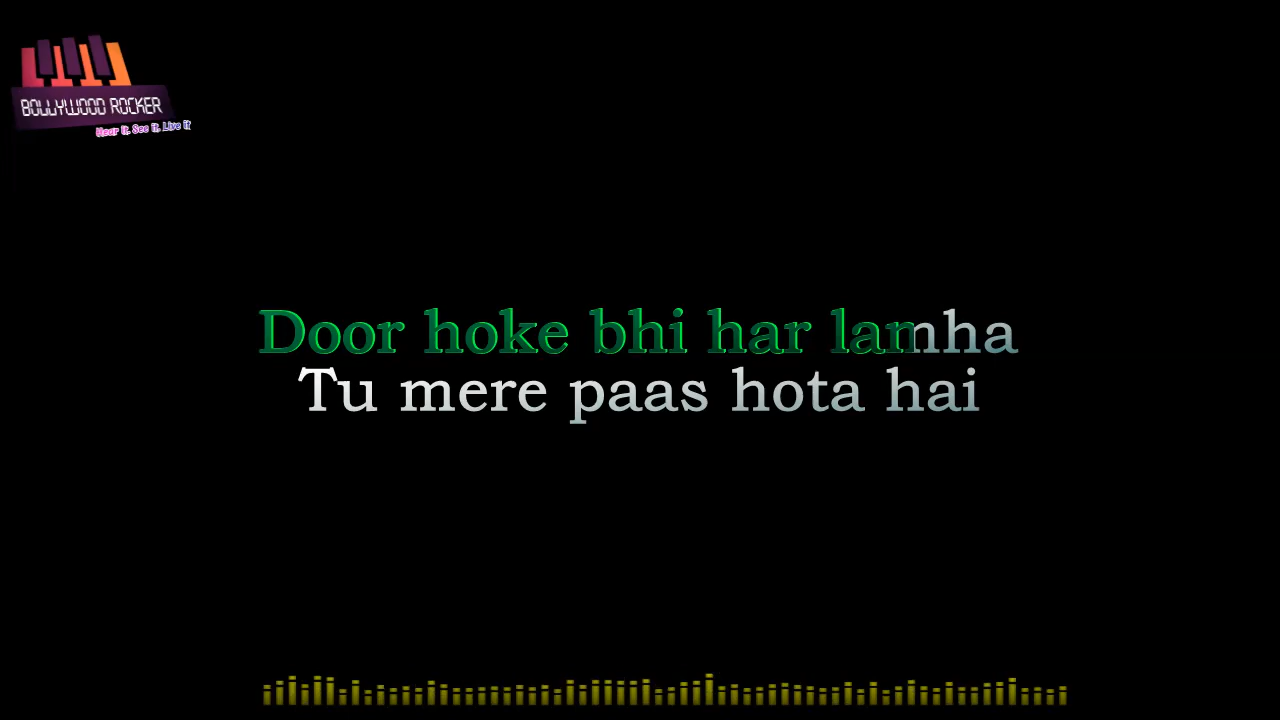 BOLLYWOOD ROCKER
Hear it. See it. Live it
Door hoke bhi har lamha
Tu mere paas hota hai